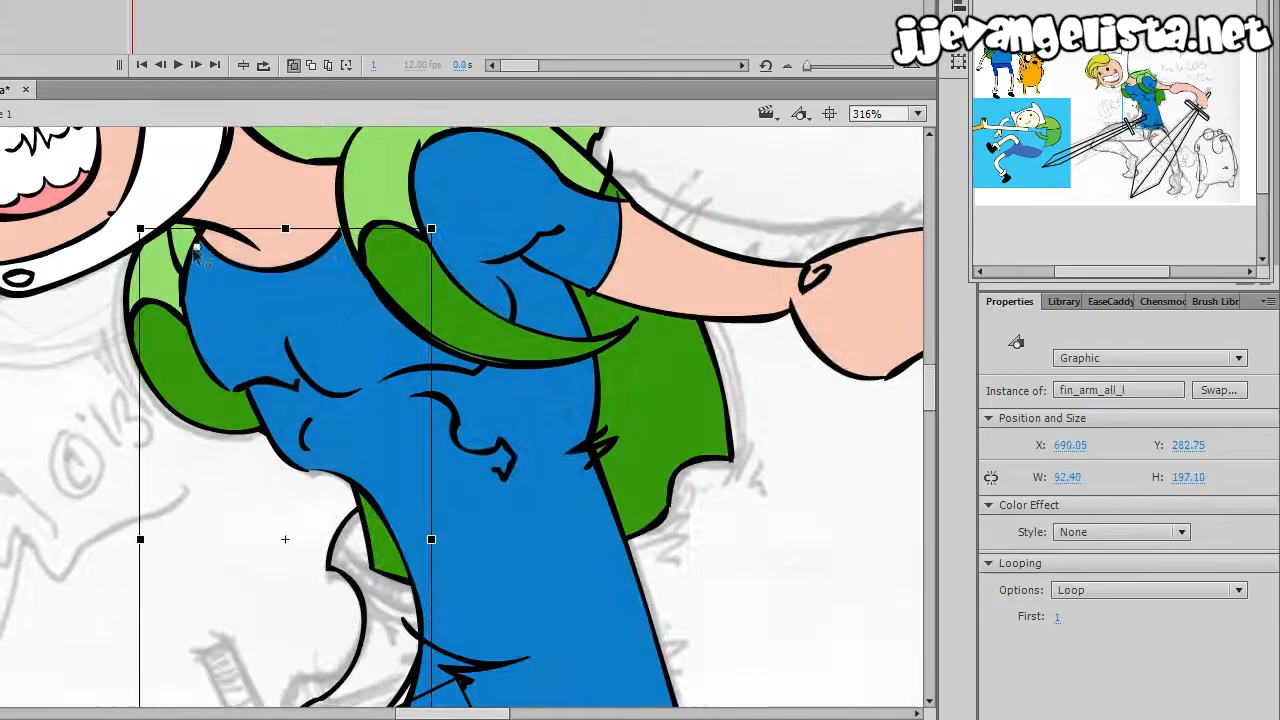 jjevangelista.net
1 12.00 fps 0.0 s
a* ×
e 1
316%
Properties Library EaseCaddy Chensmoc Brush Libr
Graphic
Instance of: fin_arm_all_l Swap...
Position and Size
X: 690.05 Y: 282.75
W: 92.40 H: 197.10
Color Effect
Style: None
Looping
Options: Loop
First: 1